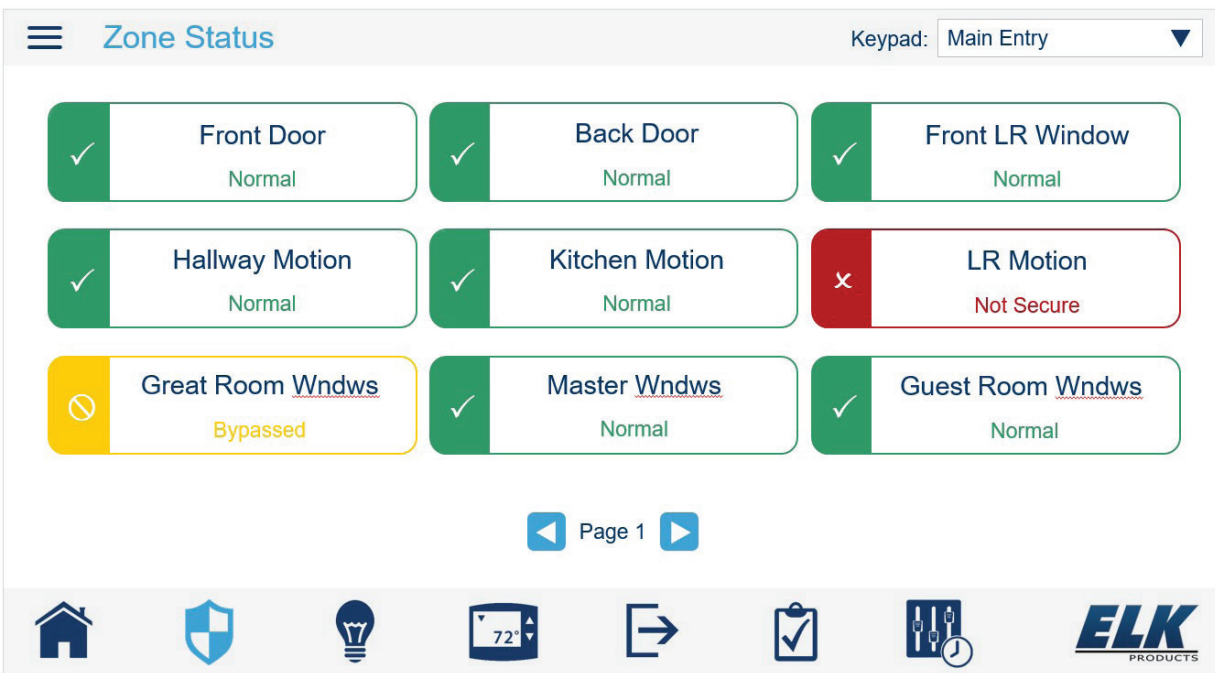 Zone Status
Keypad: Main Entry
Front Door
Normal
Back Door
Normal
Front LR Window
Normal
Hallway Motion
Normal
Kitchen Motion
Normal
LR Motion
Not Secure
Great Room Wndws
Bypassed
Master Wndws
Normal
Guest Room Wndws
Normal
Page 1
72°
ELK
PRODUCTS